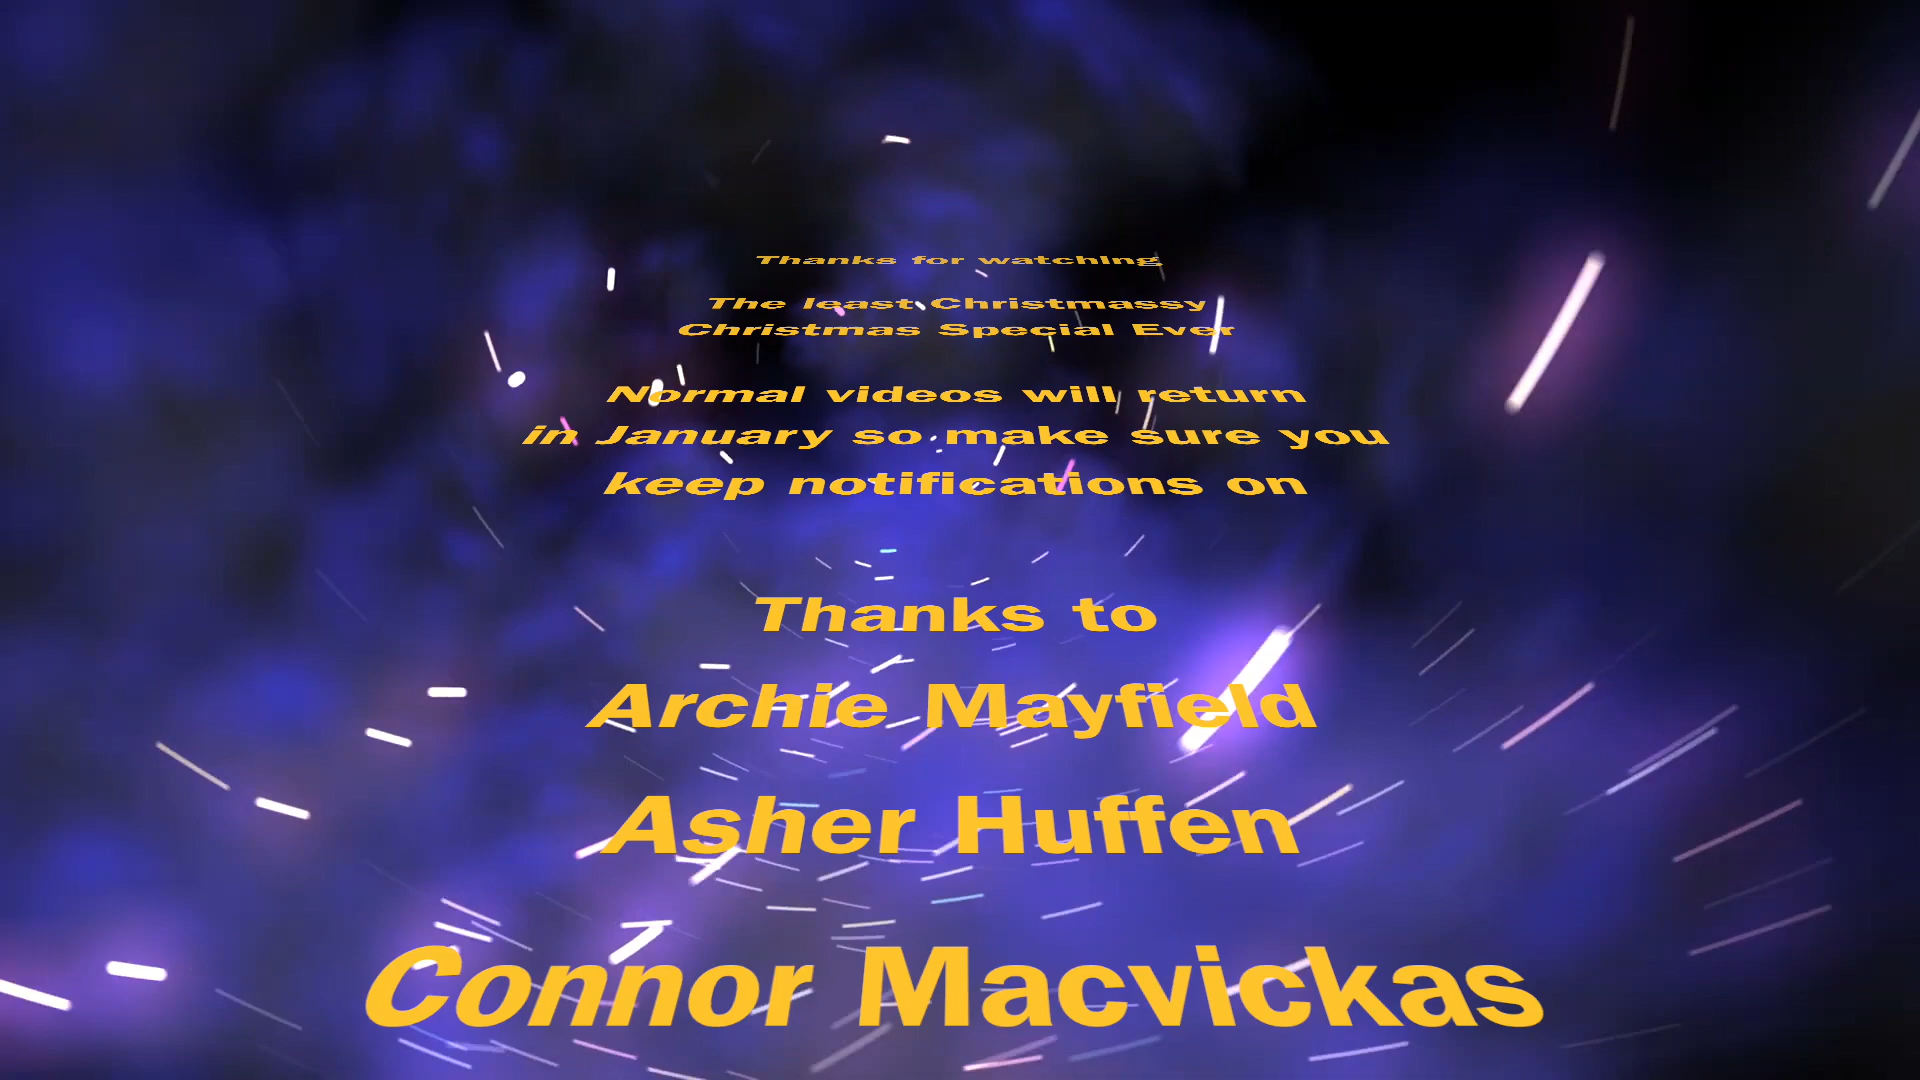 Thanks for watching
The least Christmassy
Christmas Special Ever
Normal videos will return
in January so make sure you
keep notifications on
Thanks to
Archie Mayfield
Asher Huffen
Connor Macvickas